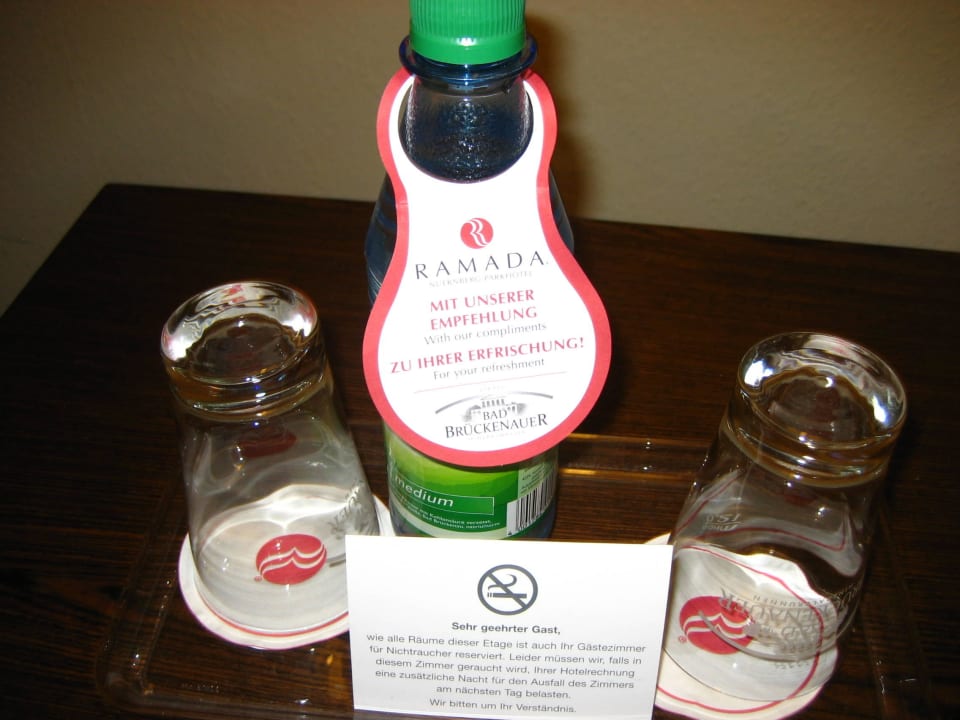 RAMADA
NUERNBERG PARKHOTEL
MIT UNSERER
EMPFEHLUNG
With our compliments
ZU IHRER ERFRISCHUNG!
For your refreshment
BAD
BRÜCKENAUER
medium
Sehr geehrter Gast,
wie alle Räume dieser Etage ist auch Ihr Gästezimmer
für Nichtraucher reserviert. Leider müssen wir, falls in
diesem Zimmer geraucht wird, Ihrer Hotelrechnung
eine zusätzliche Nacht für den Ausfall des Zimmers
am nächsten Tag belasten.
Wir bitten um Ihr Verständnis.